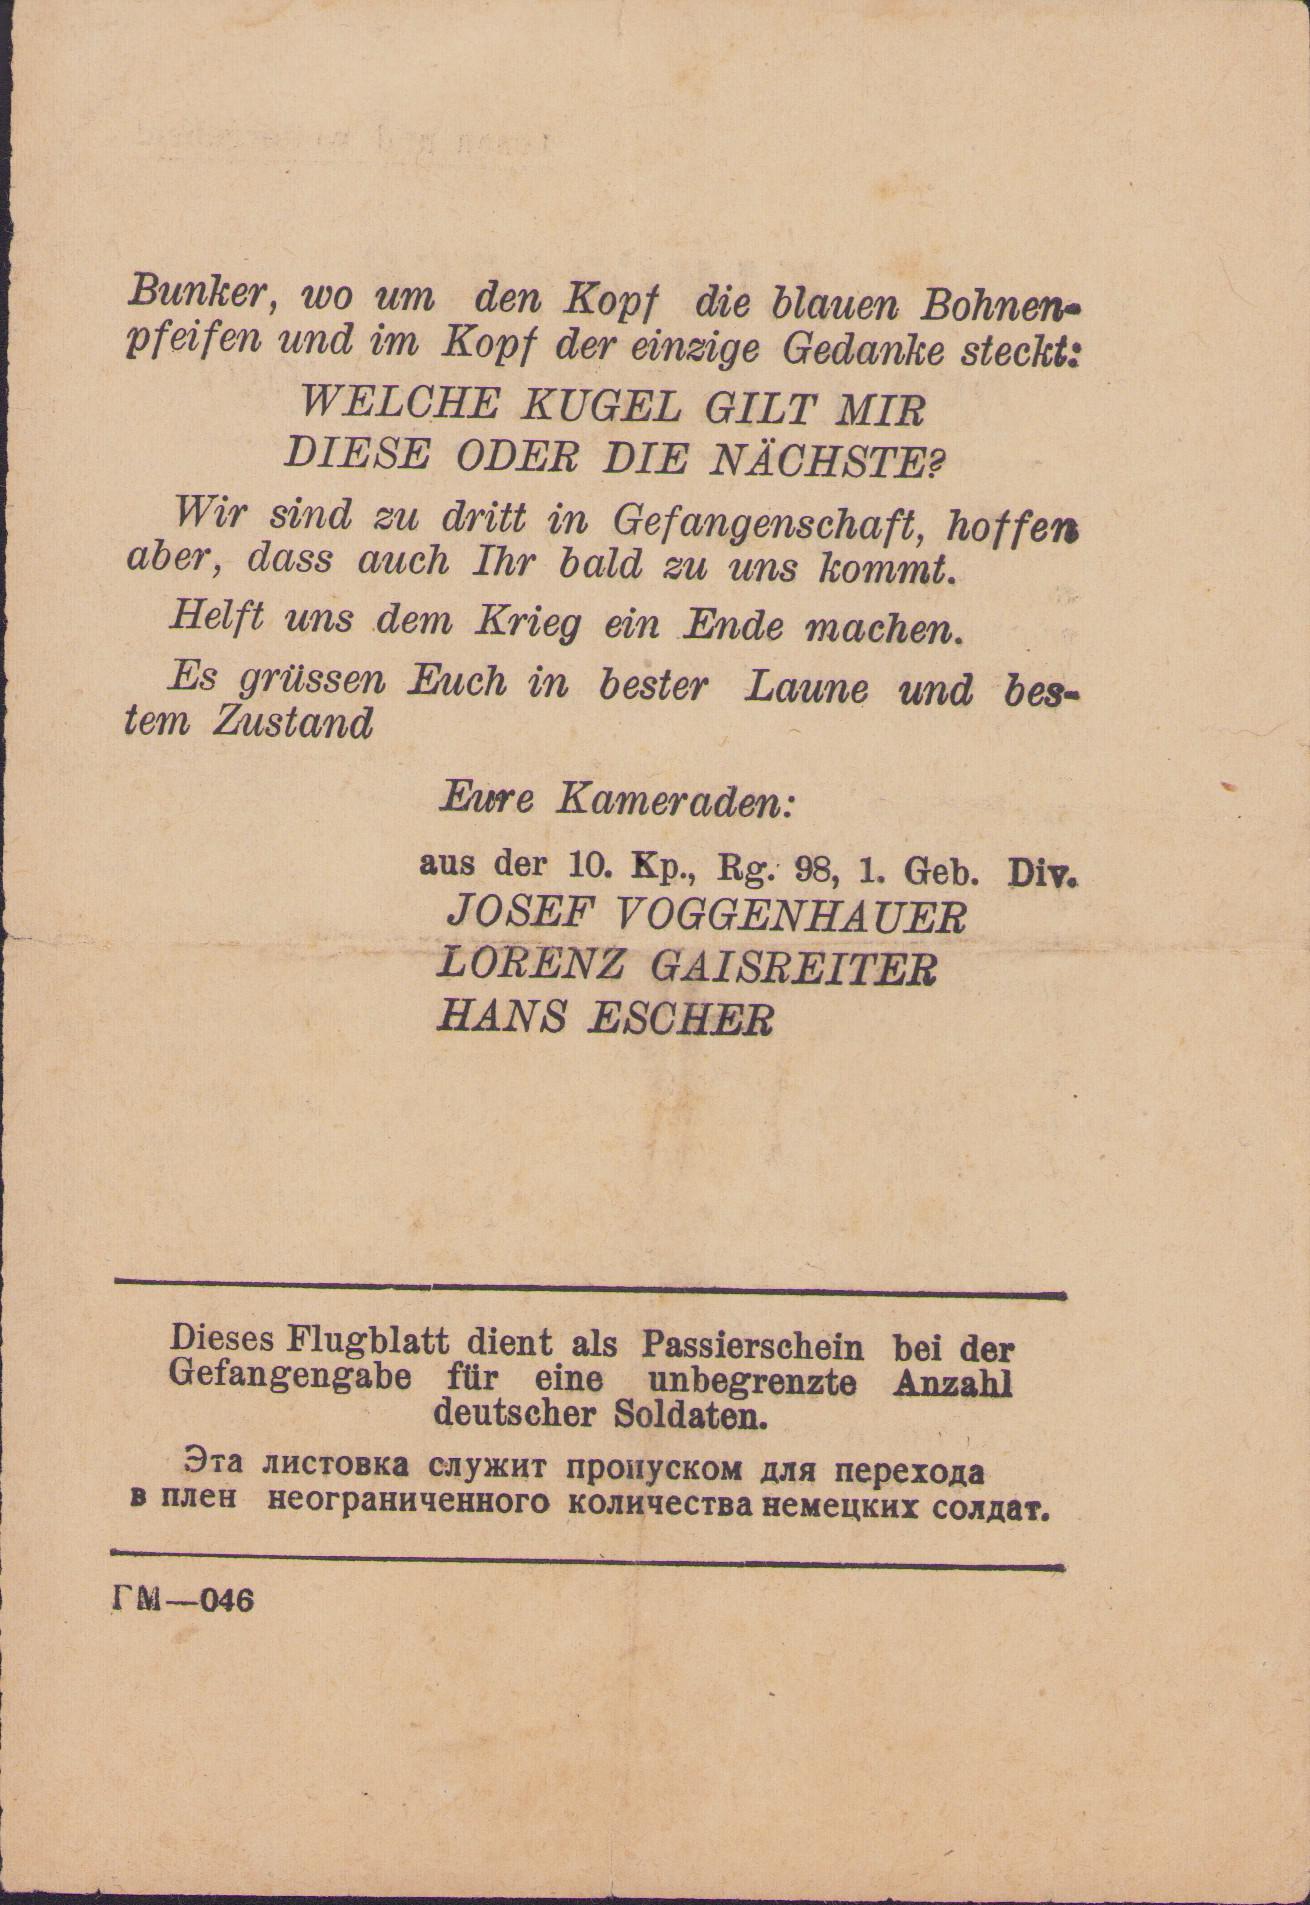 Bunker, wo um den Kopf die blauen Bohnen-
pfeifen und im Kopf der einzige Gedanke steckt:
WELCHE KUGEL GILT MIR
DIESE ODER DIE NÄCHSTE?
Wir sind zu dritt in Gefangenschaft, hoffen
aber, dass auch Ihr bald zu uns kommt.
Helft uns dem Krieg ein Ende machen.
Es grüssen Euch in bester Laune und bes-
tem Zustand
Eure Kameraden:
aus der 10. Kp., Rg. 98, 1. Geb. Div.
JOSEF VOGGENHAUER
LORENZ GAISREITER
HANS ESCHER
Dieses Flugblatt dient als Passierschein bei der
Gefangengabe für eine unbegrenzte Anzahl
deutscher Soldaten.
Эта листовка служит пропуском для перехода
в плен неограниченного количества немецких солдат.
ГМ—046